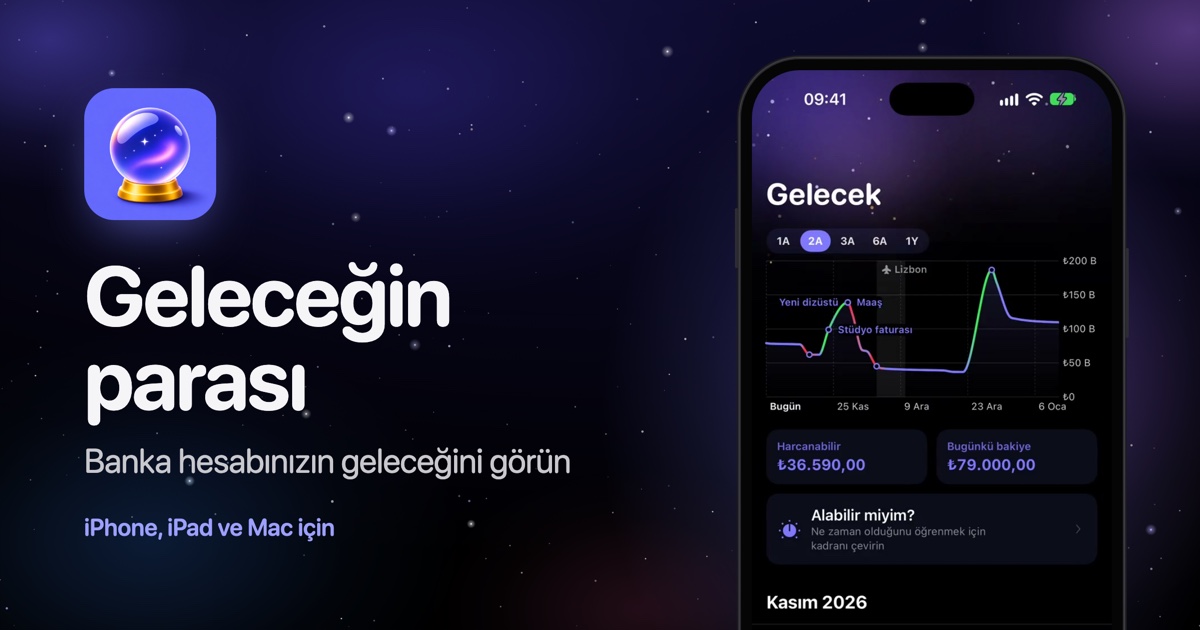 Geleceğin
parası
Banka hesabınızın geleceğini görün
iPhone, iPad ve Mac için
09:41
Gelecek
1A 2A 3A 6A 1Y
Lizbon
₺200 B
₺150 B
₺100 B
₺50 B
₺0
Yeni dizüstü
Maaş
Stüdyo faturası
Bugün 25 Kas 9 Ara 23 Ara 6 Oca
Harcanabilir
₺36.590,00
Bugünkü bakiye
₺79.000,00
Alabilir miyim?
Ne zaman olduğunu öğrenmek için
kadranı çevirin
Kasım 2026